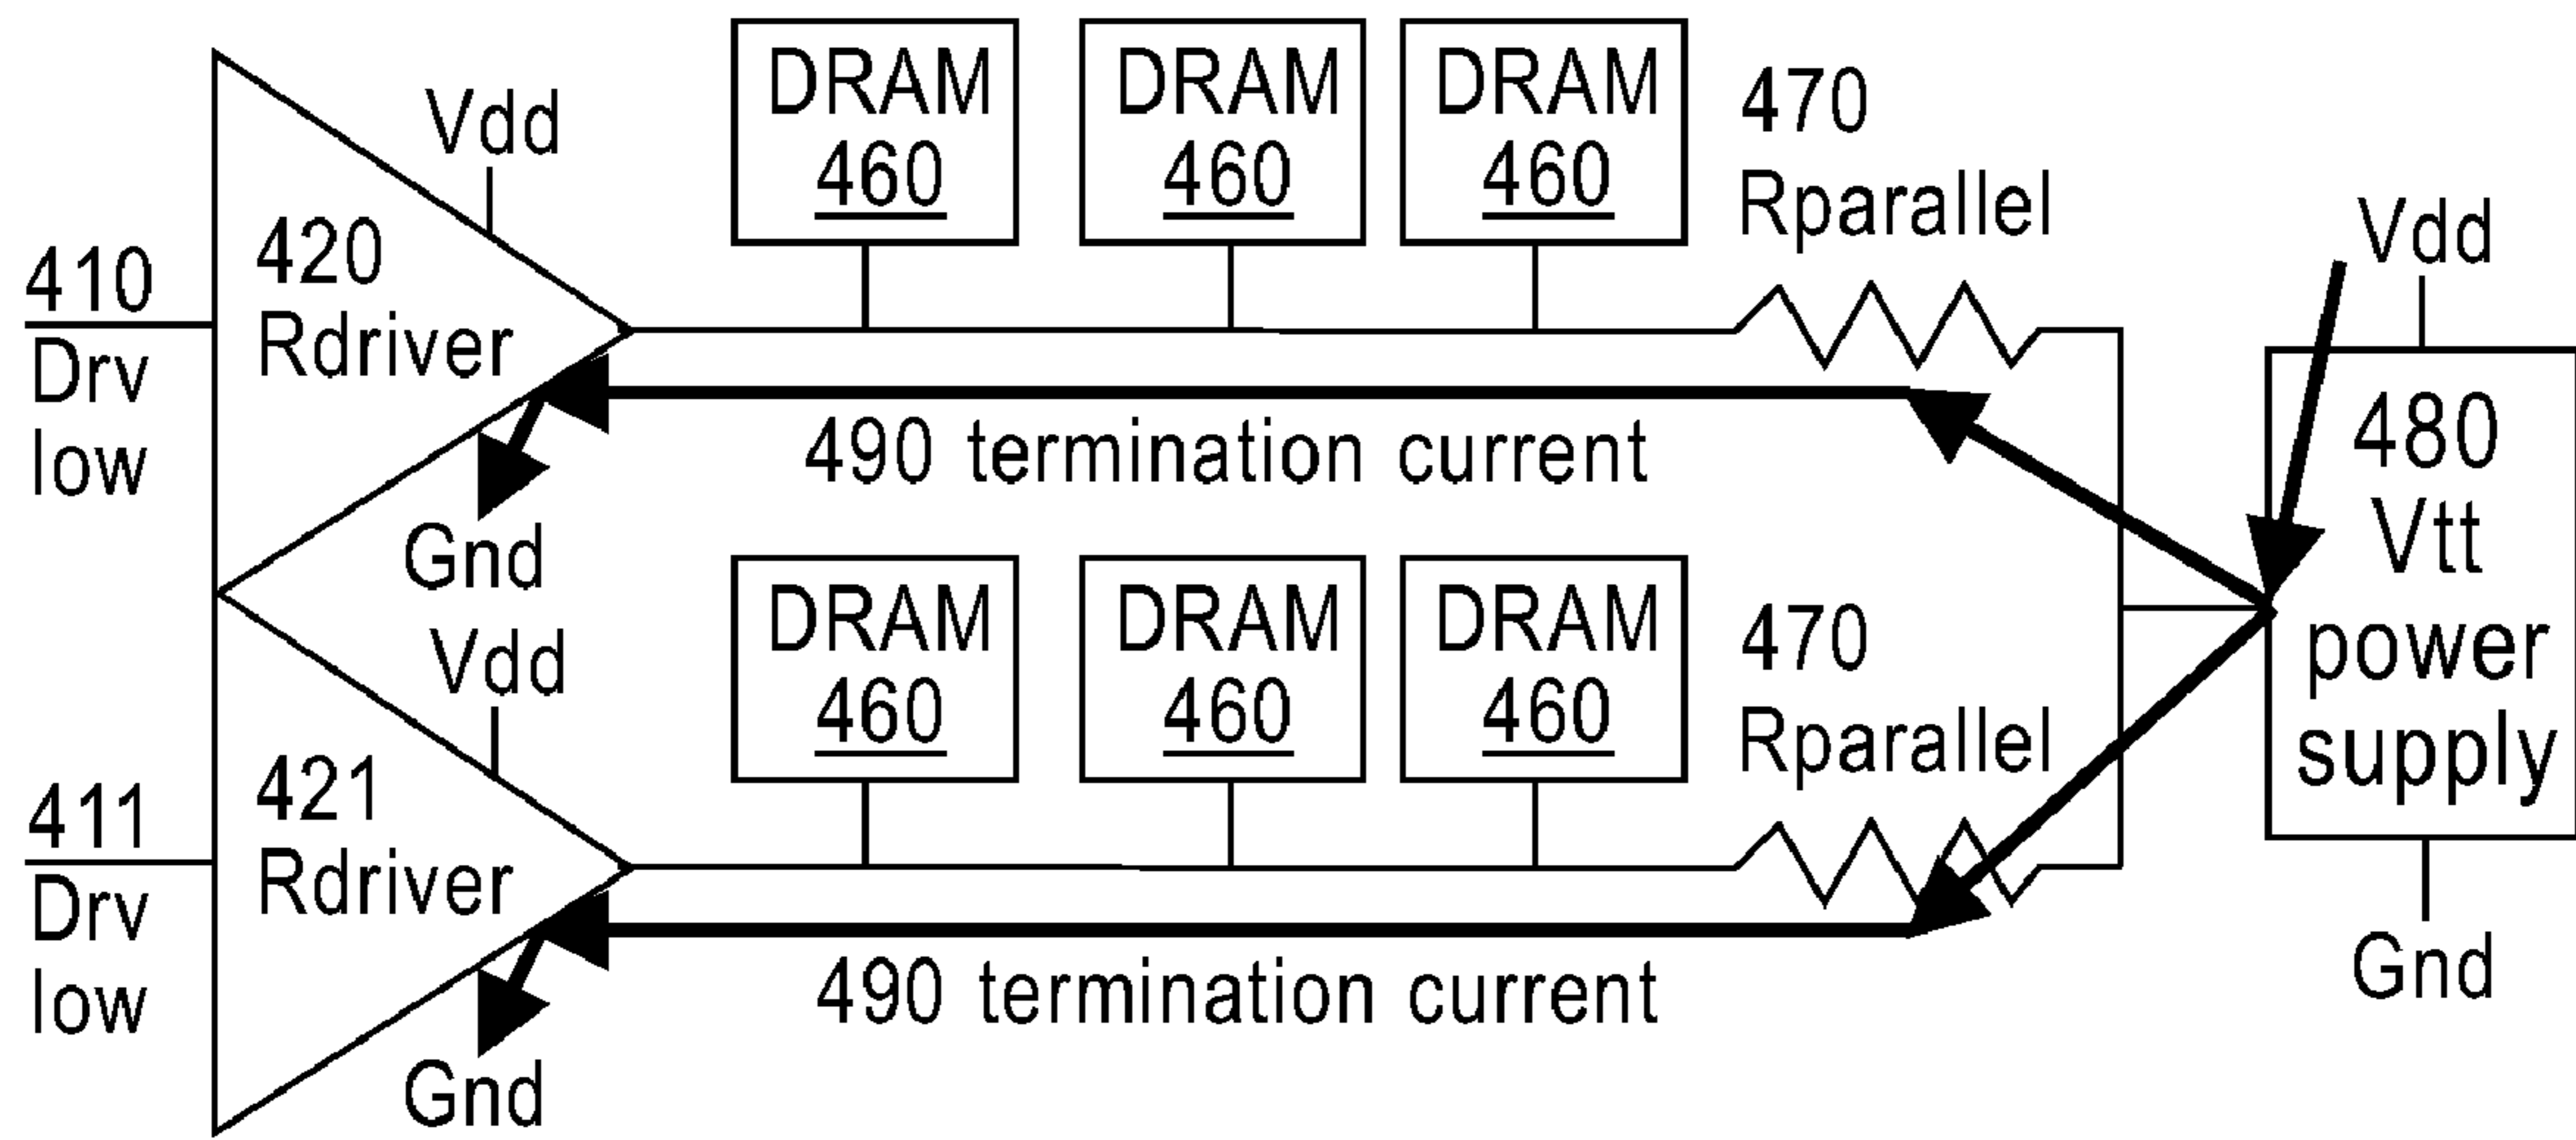 410
Drv
low
Vdd
420
Rdriver
Gnd
DRAM
460
DRAM
460
DRAM
460
470
Rparallel
490 termination current
Vdd
480
Vtt
power
supply
Gnd
411
Drv
low
Vdd
421
Rdriver
Gnd
DRAM
460
DRAM
460
DRAM
460
470
Rparallel
490 termination current